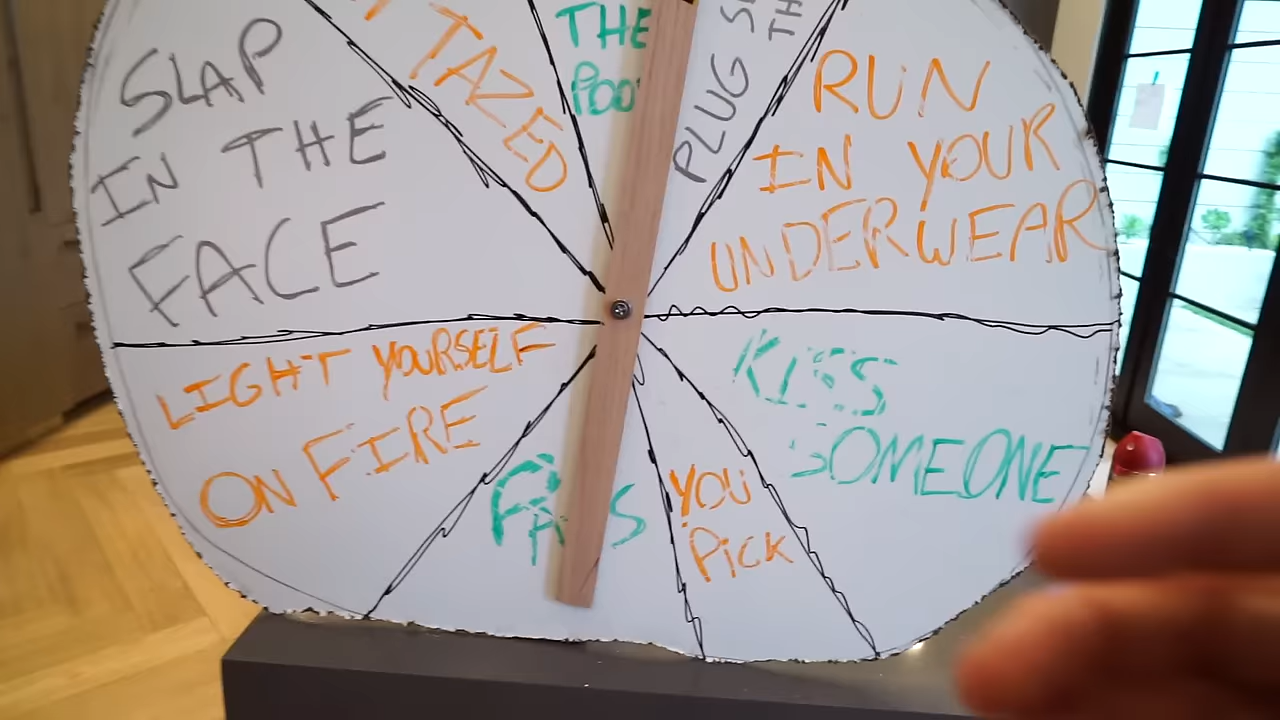 SLAP
IN THE
FACE
TAZED
THE
POO
PLUG
RUN
IN YOUR
UNDERWEAR
LIGHT YOURSELF
ON FIRE
YOU
PICK
KISS
SOMEONE